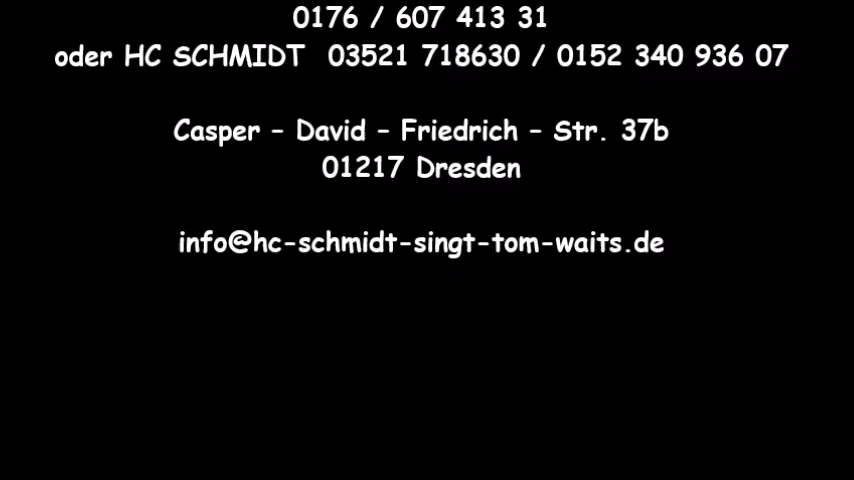 0176 / 607 413 31
oder HC SCHMIDT 03521 718630 / 0152 340 936 07
Casper - David - Friedrich - Str. 37b
01217 Dresden
info@hc-schmidt-singt-tom-waits.de